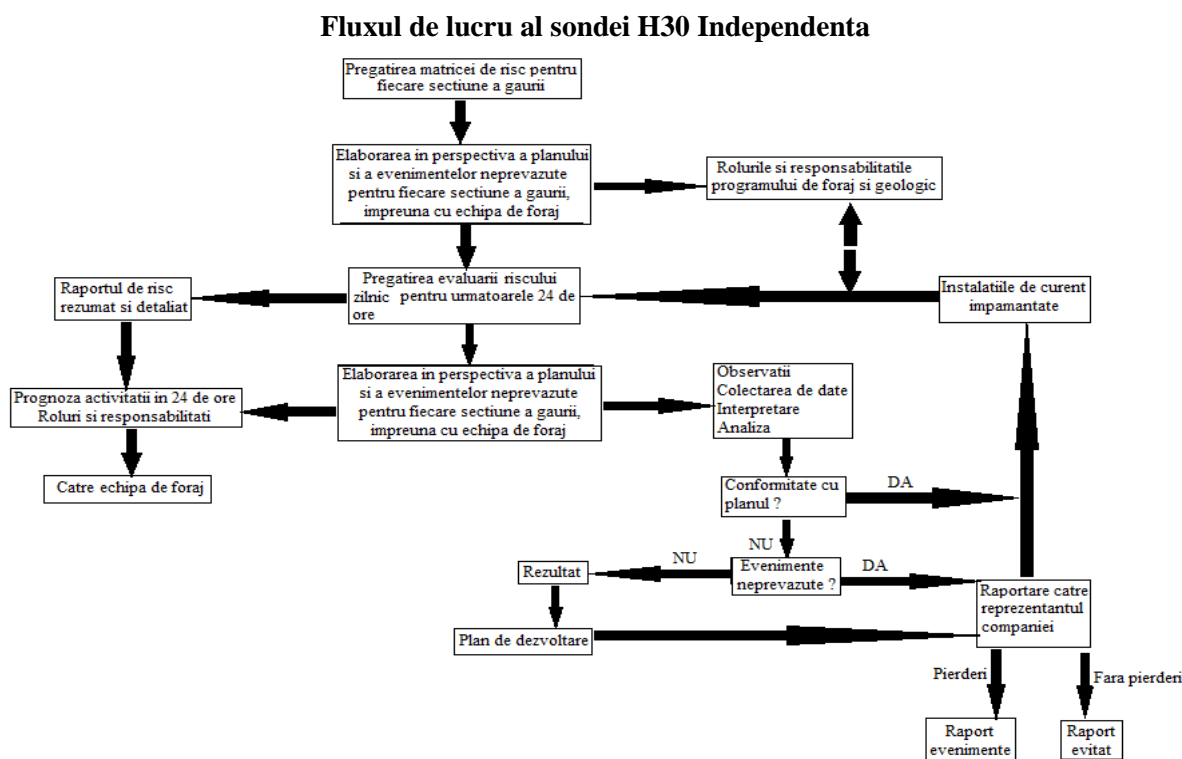 Fluxul de lucru al sondei H30 Independenta
Pregatirea matricei de risc pentru
fiecare sectiune a gaurii
Elaborarea in perspectiva a planului
si a evenimentelor neprevazute
pentru fiecare sectiune a gaurii,
impreuna cu echipa de foraj
Rolurile si responsabilitatile
programului de foraj si geologic
Pregatirea evaluarii riscului
zilnic pentru urmatoarele 24 de
ore
Raportul de risc
rezumat si detaliat
Instalatiile de curent
impamantate
Prognoza activitatii in 24 de ore
Roluri si responsabilitati
Elaborarea in perspectiva a planului
si a evenimentelor neprevazute
pentru fiecare sectiune a gaurii,
impreuna cu echipa de foraj
Observatii
Colectarea de date
Interpretare
Analiza
Catre echipa de foraj
Conformitate cu
planul ?
DA
NU
Rezultat
NU
Evenimente
neprevazute ?
DA
Raportare catre
reprezentantul
companiei
Plan de dezvoltare
Pierderi
Fara pierderi
Raport
evenimente
Raport
evitat